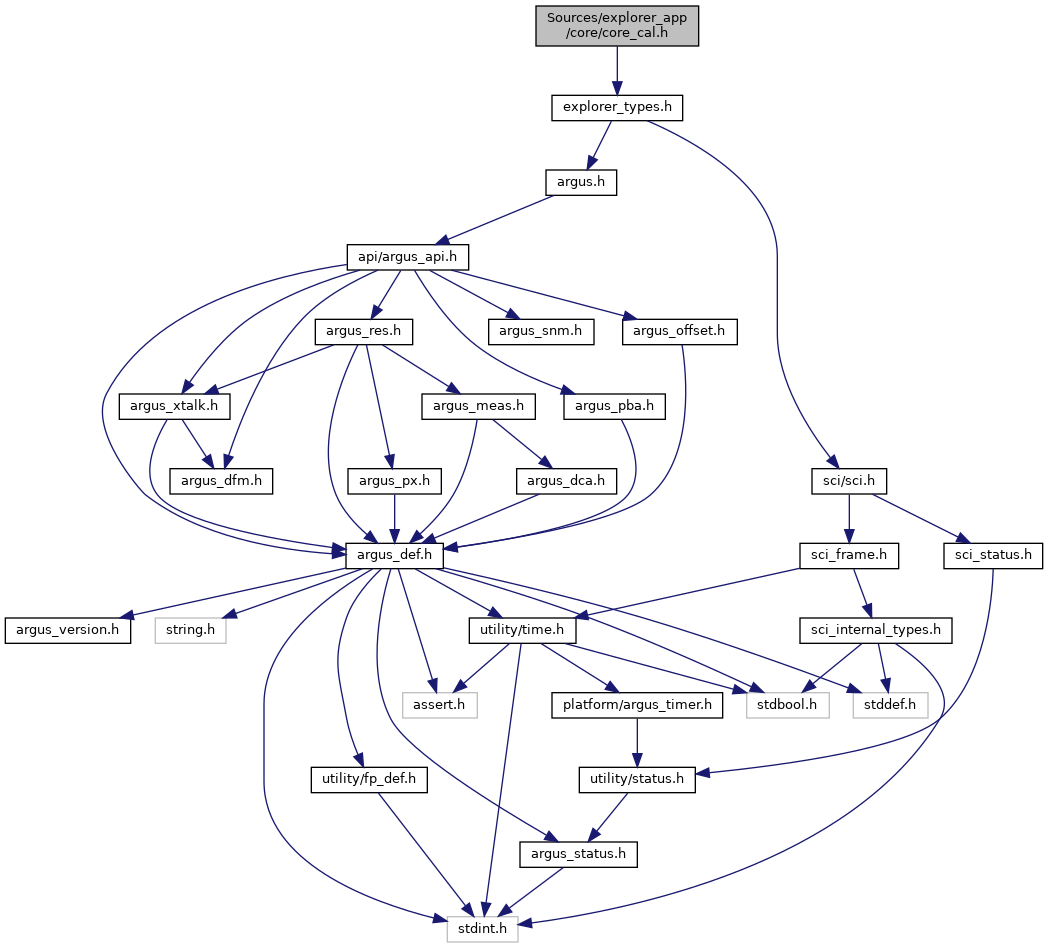 Sources/explorer_app
/core/core_cal.h
explorer_types.h
argus.h
api/argus_api.h
argus_res.h
argus_snm.h
argus_offset.h
argus_xtalk.h
argus_meas.h
argus_pba.h
argus_dfm.h
argus_px.h
argus_dca.h
sci/sci.h
argus_def.h
sci_frame.h
sci_status.h
argus_version.h
string.h
utility/time.h
sci_internal_types.h
assert.h
platform/argus_timer.h
stdbool.h
stddef.h
utility/fp_def.h
utility/status.h
argus_status.h
stdint.h